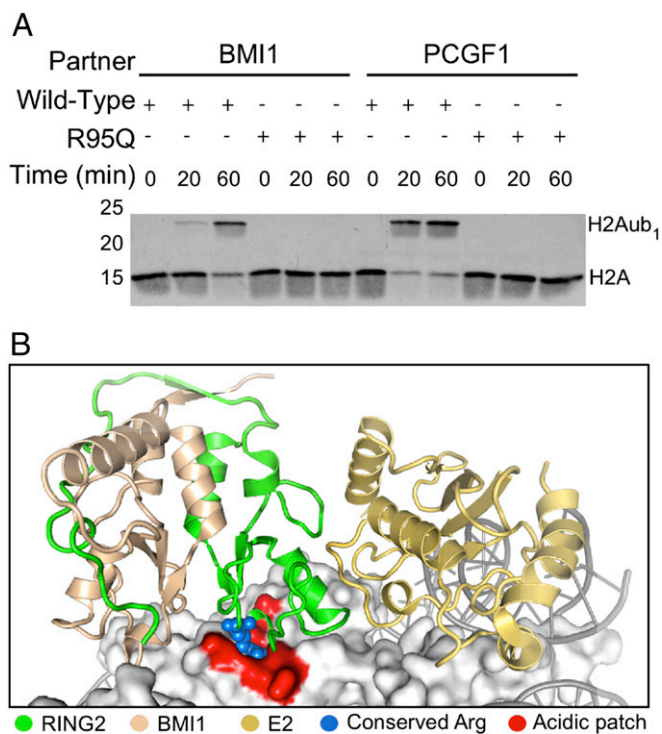 A
Partner BMI1 PCGF1
Wild-Type + + + - - - + + + - - -
R95Q - - - + + + - - - + + +
Time (min) 0 20 60 0 20 60 0 20 60 0 20 60
25
H2Aub1
20
15 H2A
B
RING2 BMI1 E2 Conserved Arg Acidic patch